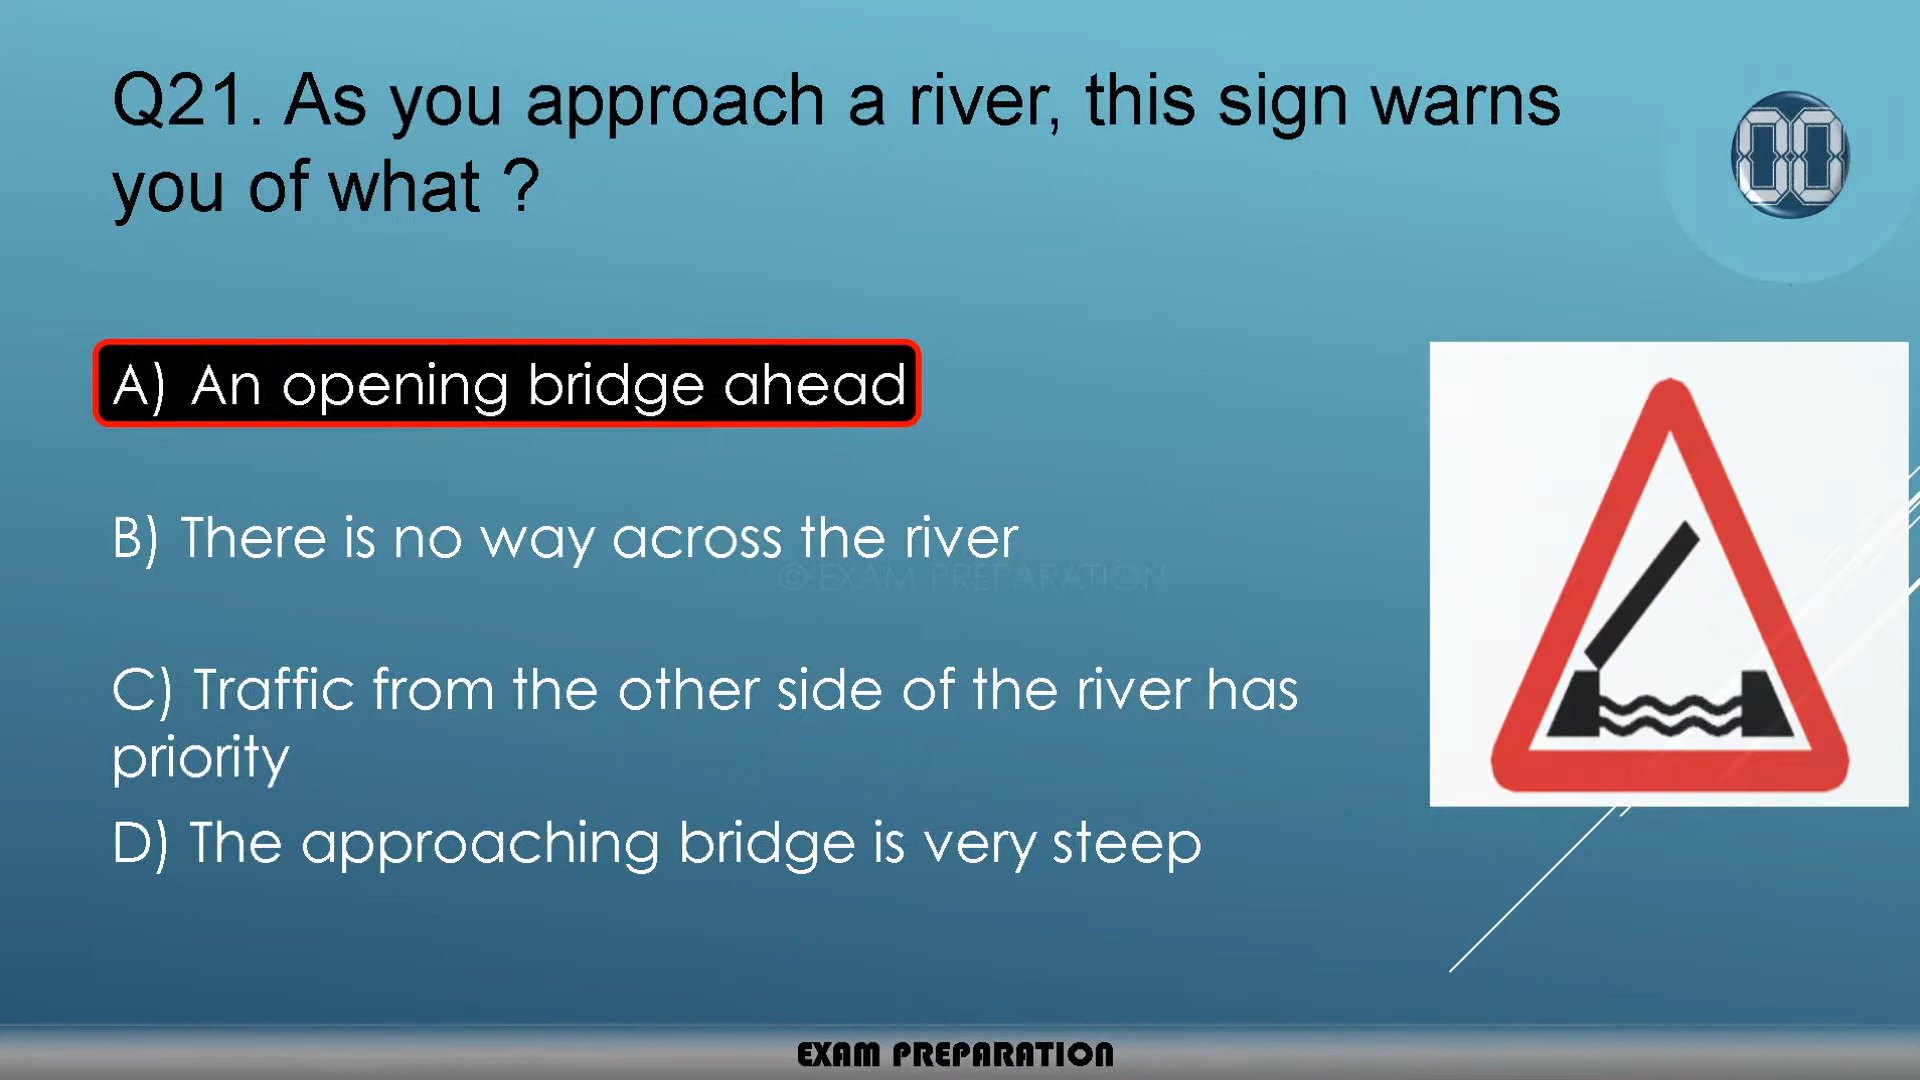 Q21. As you approach a river, this sign warns
you of what ?
00
A) An opening bridge ahead
B) There is no way across the river
© EXAM PREPARATION
C) Traffic from the other side of the river has
priority
D) The approaching bridge is very steep
EXAM PREPARATION